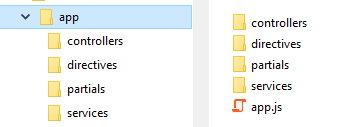 app
controllers
directives
partials
services
controllers
directives
partials
services
app.js